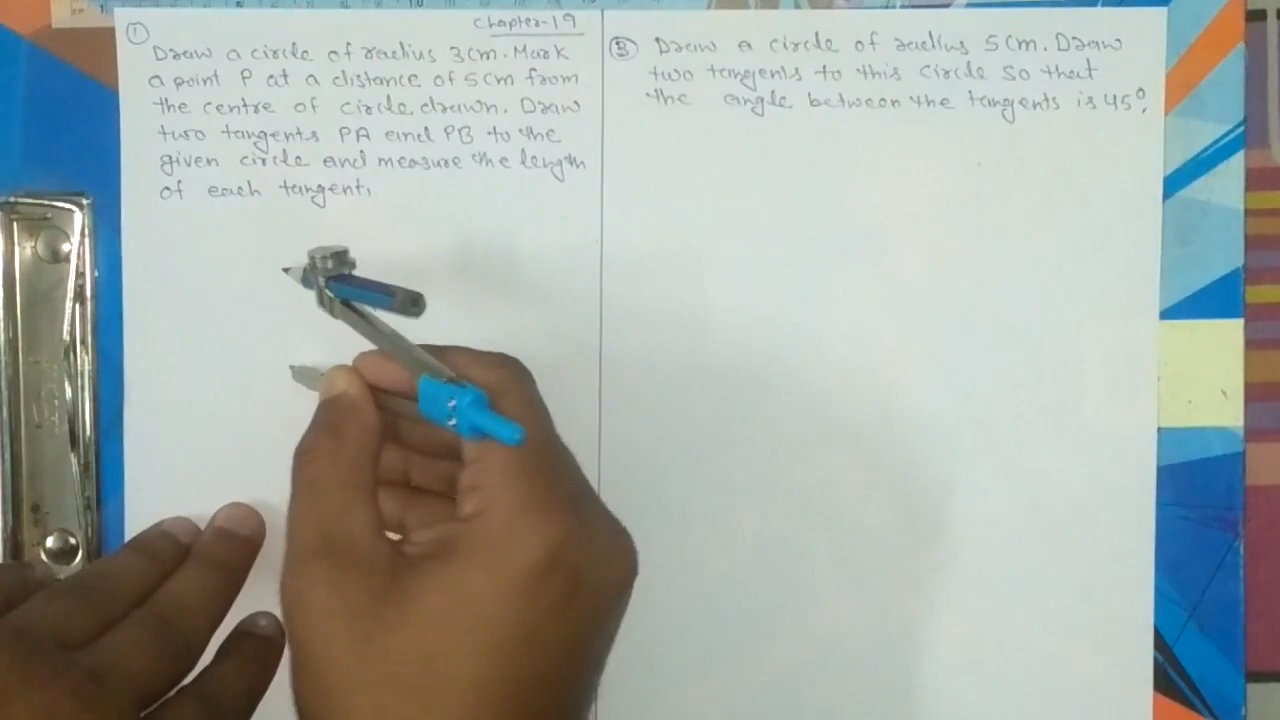 Chapter-19
①
Draw a circle of radius 3cm. Mark
a point P at a distance of 5cm from
the centre of circle drawn. Draw
two tangents PA and PB to the
given circle and measure the length
of each tangent.
③ Draw a circle of radius 5cm. Draw
two tangents to this circle so that
the angle between the tangents is 45°.